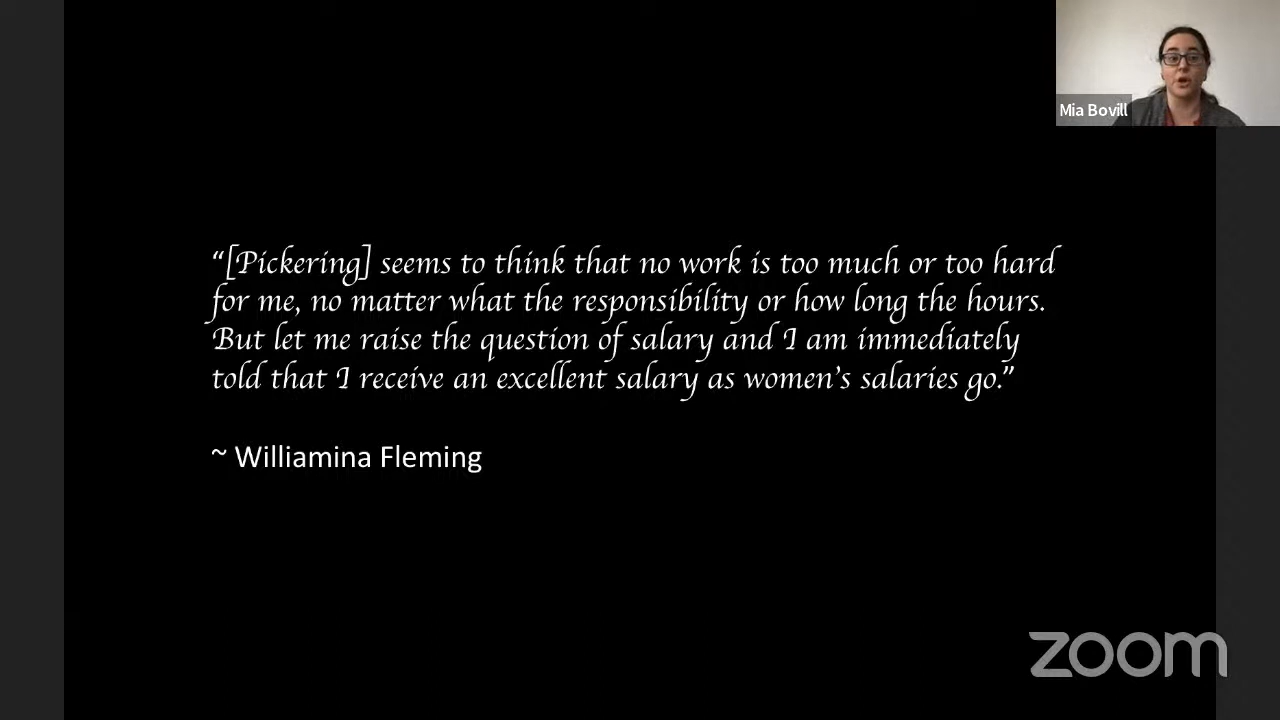 Mia Bovill
“[Pickering] seems to think that no work is too much or too hard
for me, no matter what the responsibility or how long the hours.
But let me raise the question of salary and I am immediately
told that I receive an excellent salary as women's salaries go.”
~ Williamina Fleming
zoom